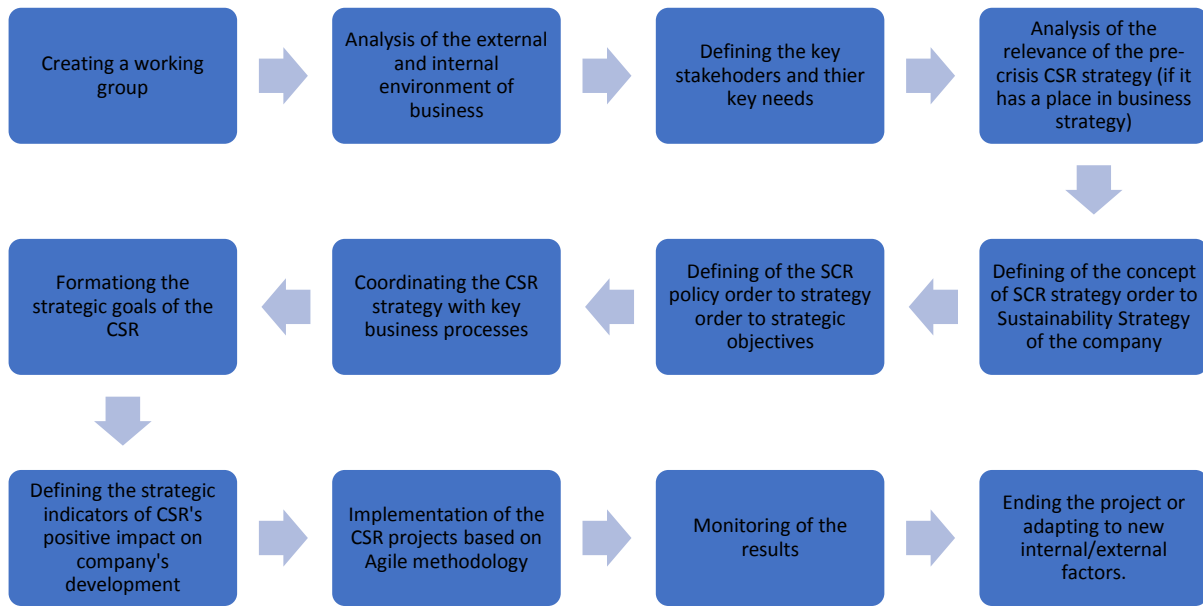 Creating a working
group
Analysis of the external
and internal
environment of
business
Defining the key
stakehoders and thier
key needs
Analysis of the
relevance of the pre-
crisis CSR strategy (if it
has a place in business
strategy)
Defining of the concept
of SCR strategy order to
Sustainability Strategy
of the company
Defining of the SCR
policy order to strategy
order to strategic
objectives
Coordinating the CSR
strategy with key
business processes
Formationg the
strategic goals of the
CSR
Defining the strategic
indicators of CSR's
positive impact on
company's
development
Implementation of the
CSR projects based on
Agile methodology
Monitoring of the
results
Ending the project or
adapting to new
internal/external
factors.